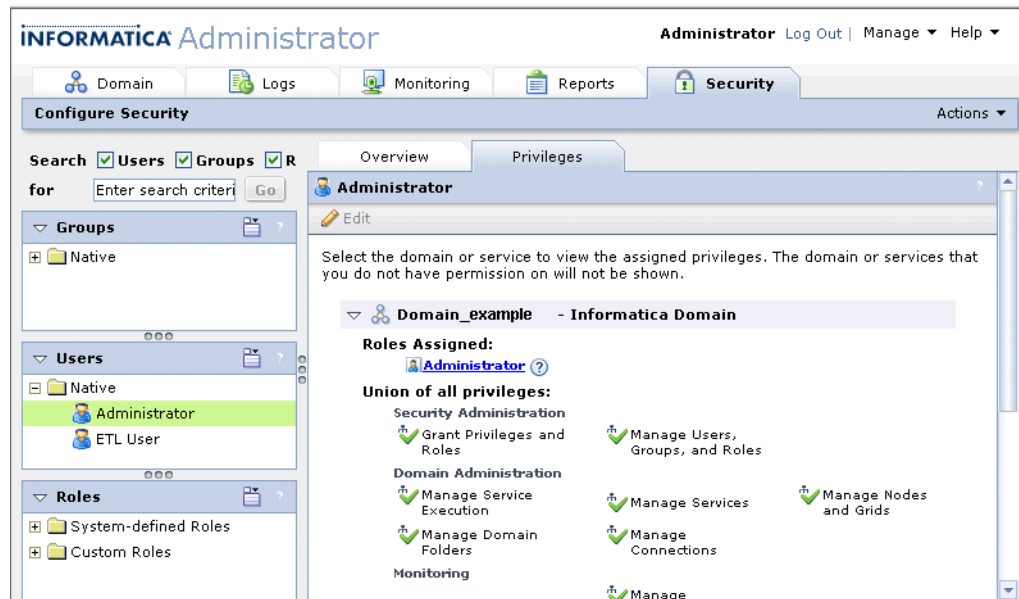 INFORMATICA Administrator
Administrator Log Out | Manage Help
Domain Logs Monitoring Reports Security
Configure Security
Actions
Search Users Groups R
for Enter search criteri Go
Groups ?
Native
Users ?
Native
Administrator
ETL User
Roles ?
System-defined Roles
Custom Roles
Overview Privileges
Administrator ?
Edit
Select the domain or service to view the assigned privileges. The domain or services that
you do not have permission on will not be shown.
Domain_example - Informatica Domain
Roles Assigned:
Administrator ?
Union of all privileges:
Security Administration
Grant Privileges and
Roles
Manage Users,
Groups, and Roles
Domain Administration
Manage Service
Execution
Manage Services
Manage Nodes
and Grids
Manage Domain
Folders
Manage
Connections
Monitoring
Manage